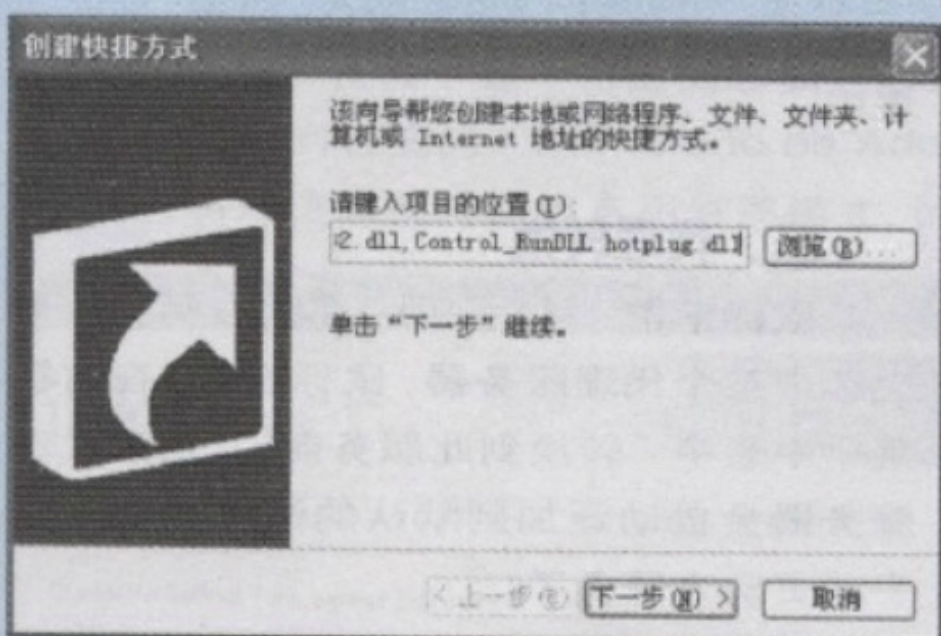 创建快捷方式
该向导帮您创建本地或网络程序、文件、文件夹、计
算机或 Internet 地址的快捷方式。
请键入项目的位置(T):
2.dll,Control_RunDLL hotplug dll
浏览(R)...
单击“下一步”继续。
< 上一步(B)
下一步(N) >
取消